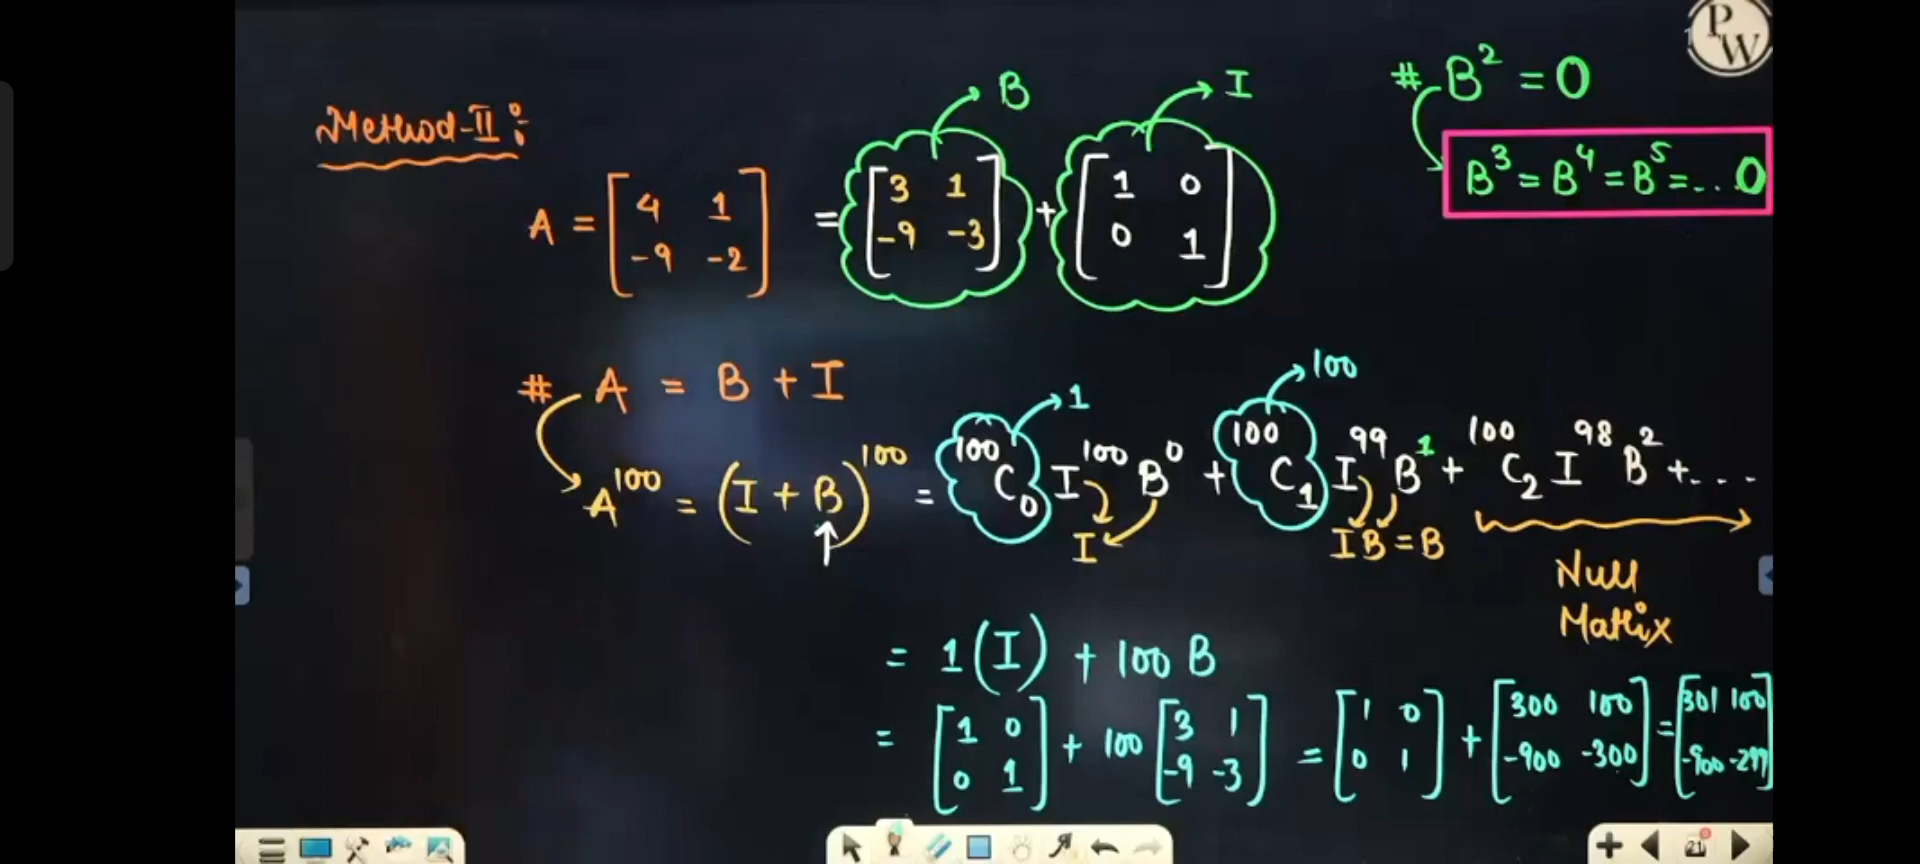 PW
Method-II:
A = [4 1; -9 -2] = [3 1; -9 -3] + [1 0; 0 1]
→ B
→ I
# B² = 0
B³ = B⁴ = B⁵ = ... 0
# A = B + I
A¹⁰⁰ = (I + B)¹⁰⁰ = ¹⁰⁰C₀ I¹⁰⁰ B⁰ + ¹⁰⁰C₁ I⁹⁹ B¹ + ¹⁰⁰C₂ I⁹⁸ B² + ....
→ 1
→ 100
I
IB = B
Null
Matrix
= 1(I) + 100 B
= [1 0; 0 1] + 100 [3 1; -9 -3] = [1 0; 0 1] + [300 100; -900 -300] = [301 100; -900 -299]
21